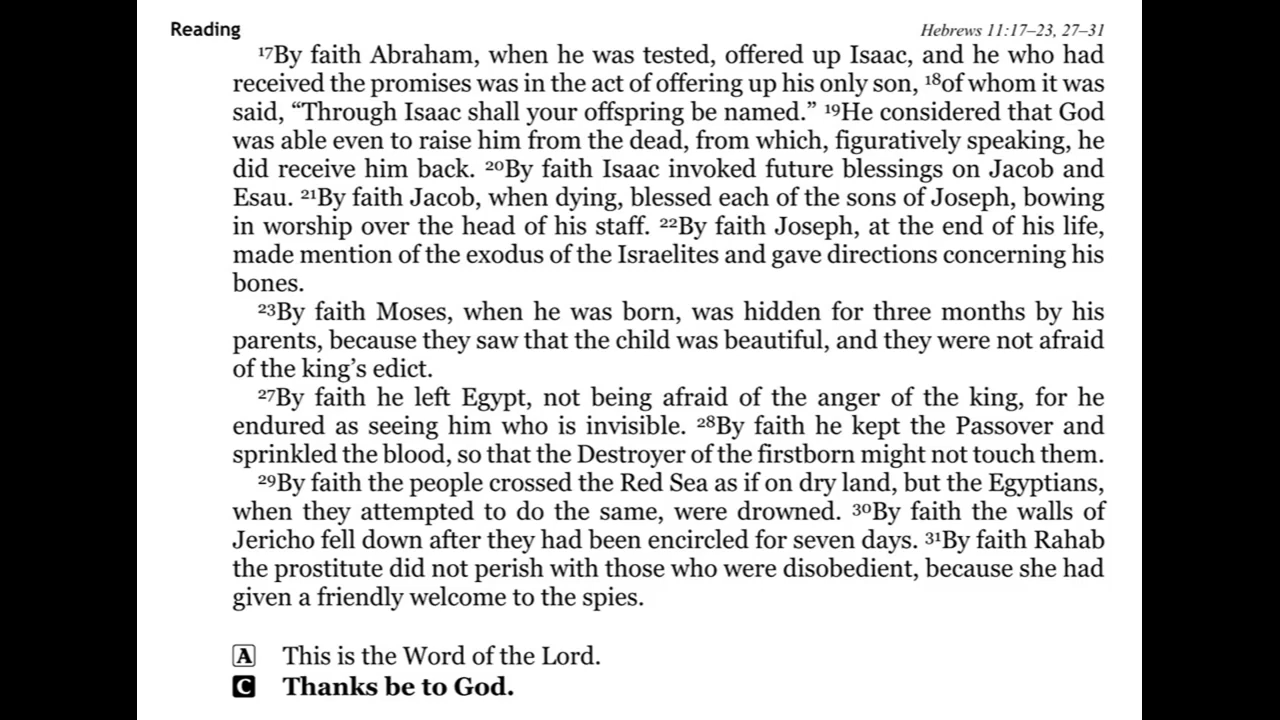 Reading
Hebrews 11:17–23, 27–31
¹⁷By faith Abraham, when he was tested, offered up Isaac, and he who had
received the promises was in the act of offering up his only son, ¹⁸of whom it was
said, “Through Isaac shall your offspring be named.” ¹⁹He considered that God
was able even to raise him from the dead, from which, figuratively speaking, he
did receive him back. ²⁰By faith Isaac invoked future blessings on Jacob and
Esau. ²¹By faith Jacob, when dying, blessed each of the sons of Joseph, bowing
in worship over the head of his staff. ²²By faith Joseph, at the end of his life,
made mention of the exodus of the Israelites and gave directions concerning his
bones.
²³By faith Moses, when he was born, was hidden for three months by his
parents, because they saw that the child was beautiful, and they were not afraid
of the king’s edict.
²⁷By faith he left Egypt, not being afraid of the anger of the king, for he
endured as seeing him who is invisible. ²⁸By faith he kept the Passover and
sprinkled the blood, so that the Destroyer of the firstborn might not touch them.
²⁹By faith the people crossed the Red Sea as if on dry land, but the Egyptians,
when they attempted to do the same, were drowned. ³⁰By faith the walls of
Jericho fell down after they had been encircled for seven days. ³¹By faith Rahab
the prostitute did not perish with those who were disobedient, because she had
given a friendly welcome to the spies.
A This is the Word of the Lord.
C Thanks be to God.